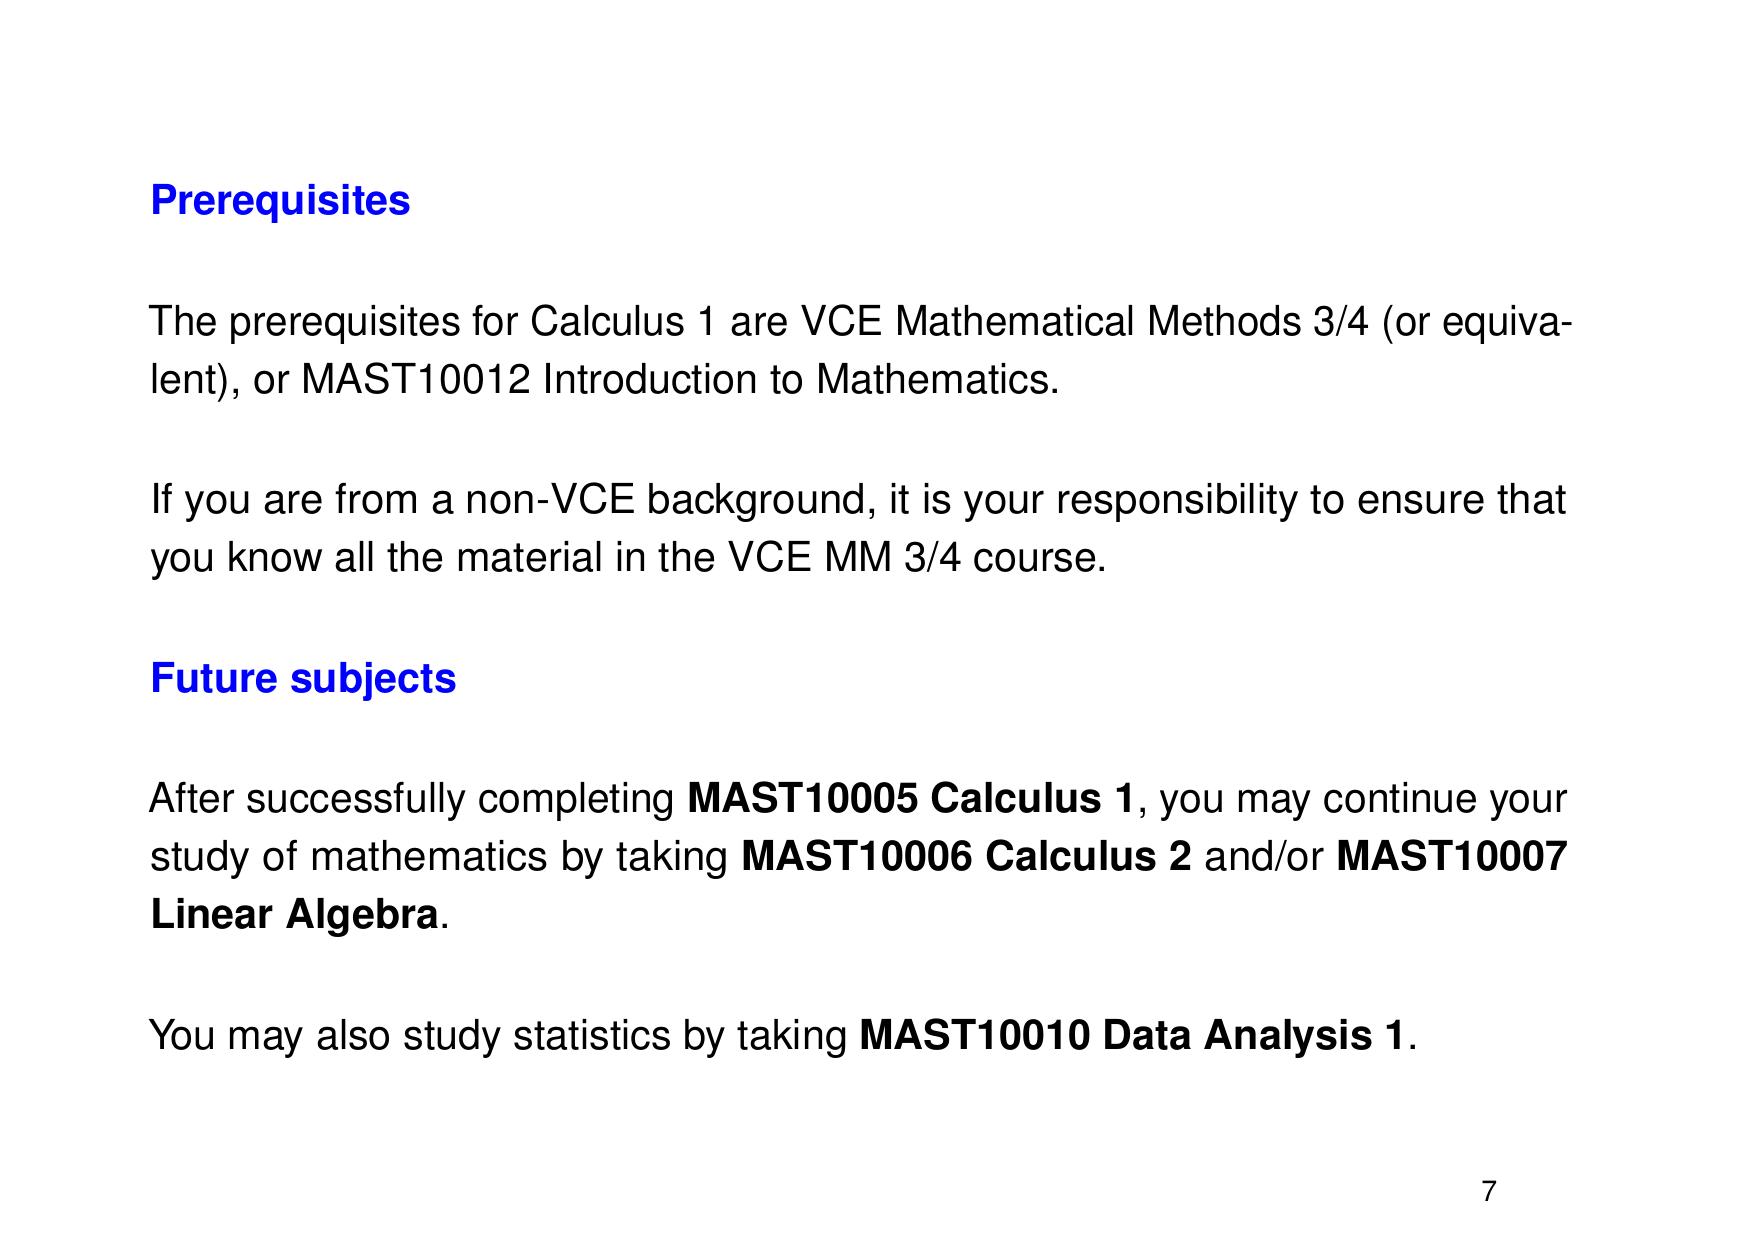 Prerequisites
The prerequisites for Calculus 1 are VCE Mathematical Methods 3/4 (or equiva-
lent), or MAST10012 Introduction to Mathematics.
If you are from a non-VCE background, it is your responsibility to ensure that
you know all the material in the VCE MM 3/4 course.
Future subjects
After successfully completing MAST10005 Calculus 1, you may continue your
study of mathematics by taking MAST10006 Calculus 2 and/or MAST10007
Linear Algebra.
You may also study statistics by taking MAST10010 Data Analysis 1.
7